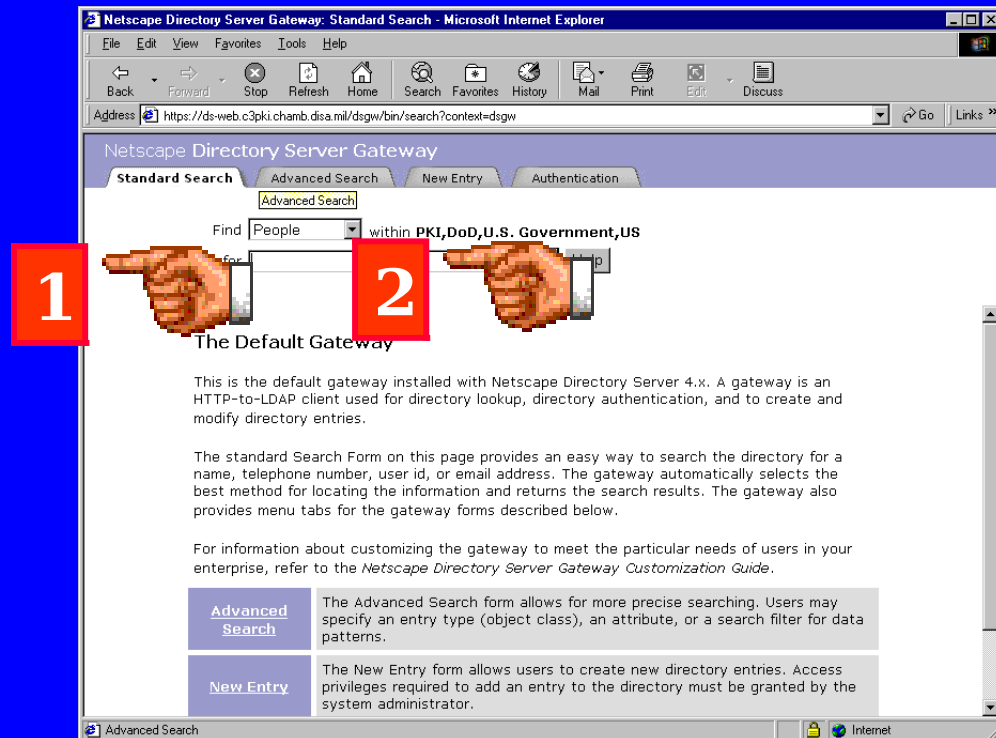 Netscape Directory Server Gateway: Standard Search - Microsoft Internet Explorer
File Edit View Favorites Tools Help
Back Forward Stop Refresh Home Search Favorites History Mail Print Edit Discuss
Address https://ds-web.c3pki.chamb.disa.mil/dsgw/bin/search?context=dsgw Go Links »
Netscape Directory Server Gateway
Standard Search Advanced Search New Entry Authentication
Advanced Search
Find People within PKI,DoD,U.S. Government,US
for
1 2
The Default Gateway
This is the default gateway installed with Netscape Directory Server 4.x. A gateway is an
HTTP-to-LDAP client used for directory lookup, directory authentication, and to create and
modify directory entries.
The standard Search Form on this page provides an easy way to search the directory for a
name, telephone number, user id, or email address. The gateway automatically selects the
best method for locating the information and returns the search results. The gateway also
provides menu tabs for the gateway forms described below.
For information about customizing the gateway to meet the particular needs of users in your
enterprise, refer to the Netscape Directory Server Gateway Customization Guide.
Advanced
Search
The Advanced Search form allows for more precise searching. Users may
specify an entry type (object class), an attribute, or a search filter for data
patterns.
New Entry
The New Entry form allows users to create new directory entries. Access
privileges required to add an entry to the directory must be granted by the
system administrator.
Advanced Search Internet